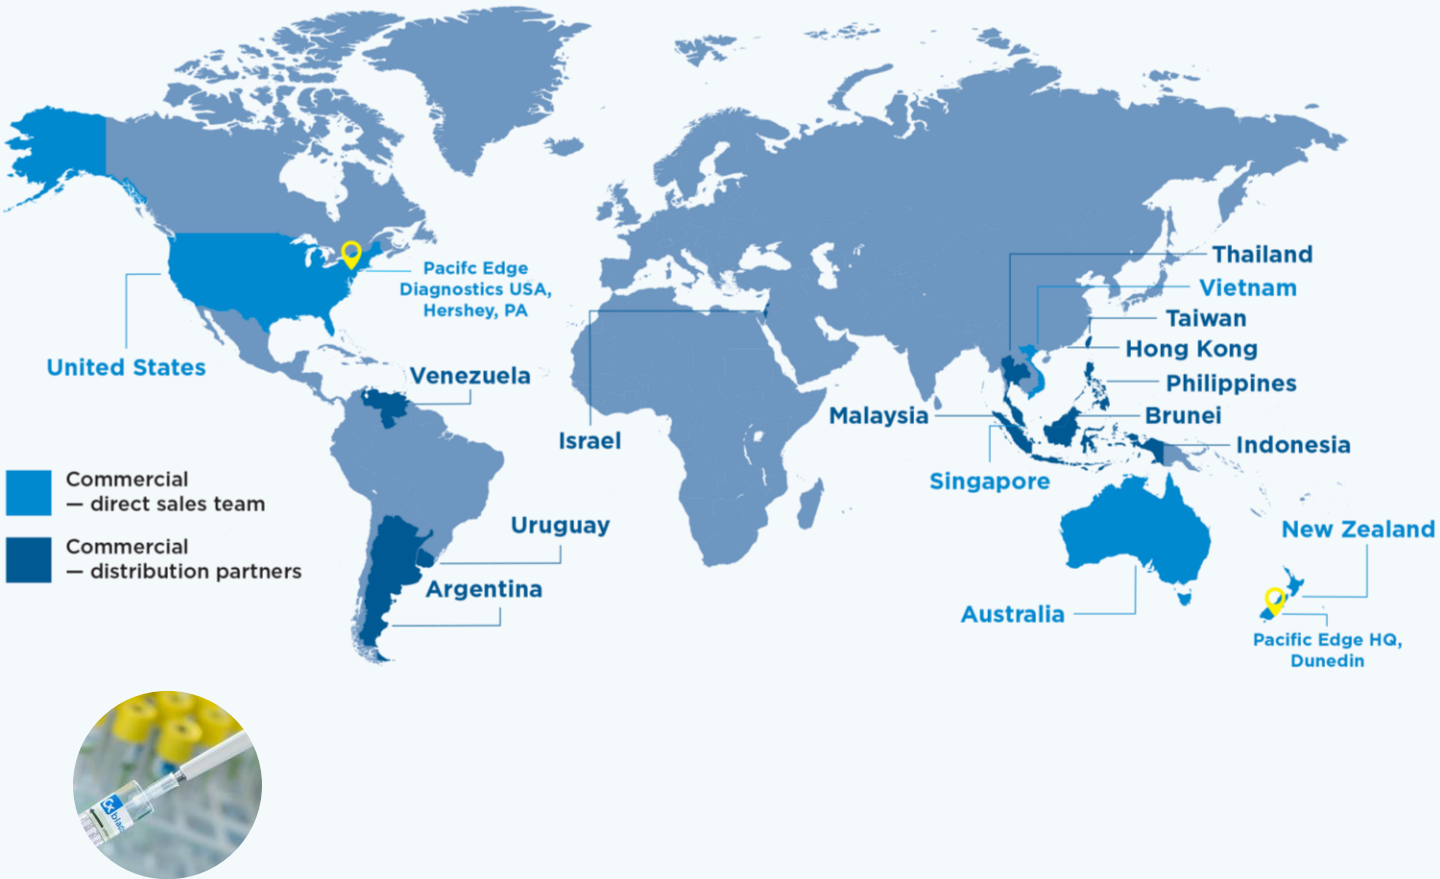 Thailand
Vietnam
Pacifc Edge
Diagnostics USA,
Hershey, PA
Taiwan
Hong Kong
United States
Venezuela
Philippines
Malaysia
Brunei
Israel
Indonesia
Singapore
Commercial
— direct sales team
Uruguay
New Zealand
Commercial
— distribution partners
Argentina
Australia
Pacific Edge HQ,
Dunedin
Cx